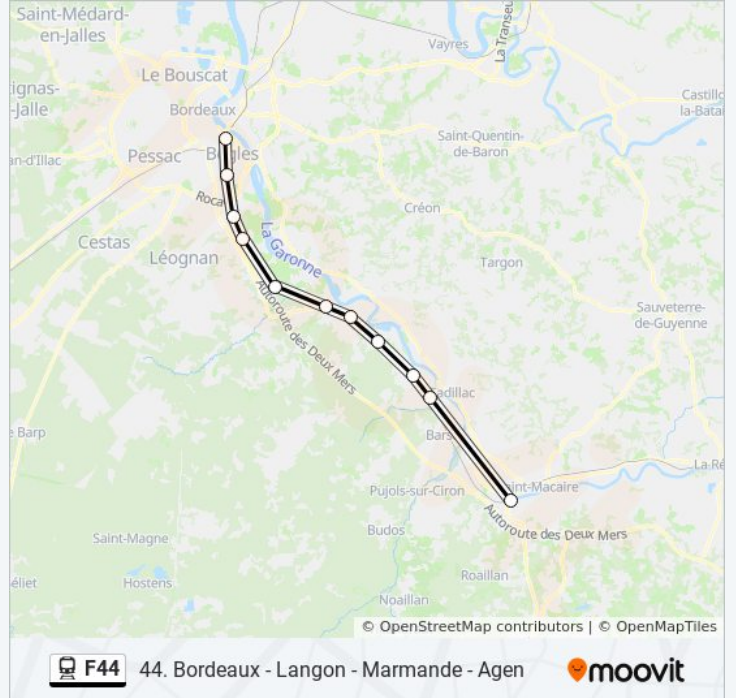 Saint-Médard-
en-Jalles
Vayres
La Transeu
Le Bouscat
ignas-
-Jalle
Castillo
la-Batai
Bordeaux
Saint-Quentin-
de-Baron
an-d'Illac
Pessac
Bègles
Roca
Créon
Cestas
La Garonne
Léognan
Targon
Autoroute des Deux Mers
Sauveterre-
de-Guyenne
Cadillac
e Barp
Bars
La-Ré
Pujols-sur-Ciron
aint-Macaire
Autoroute des Deux Mers
Budos
Saint-Magne
Roaillan
éliet
Hostens
Noaillan
© OpenStreetMap contributors | © OpenMapTiles
F44
44. Bordeaux - Langon - Marmande - Agen
moovit